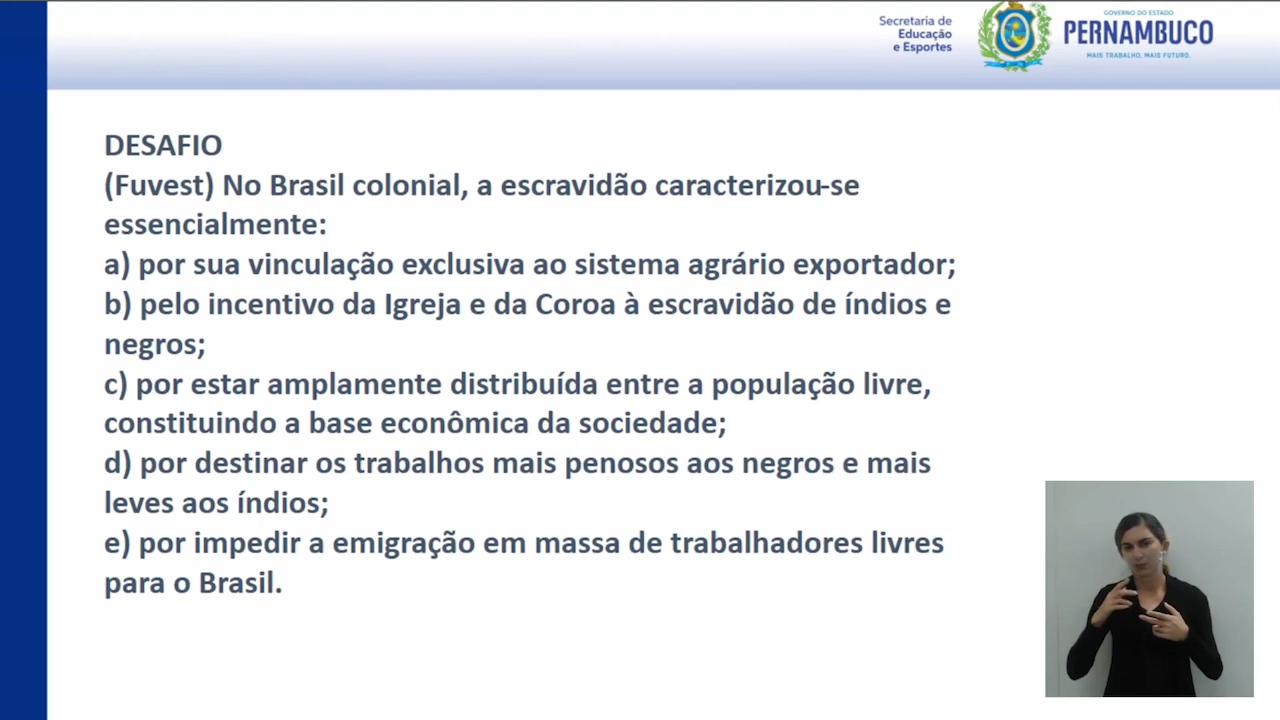 Secretaria de
Educação
e Esportes
GOVERNO DO ESTADO
PERNAMBUCO
MAIS TRABALHO, MAIS FUTURO.
DESAFIO
(Fuvest) No Brasil colonial, a escravidão caracterizou-se
essencialmente:
a) por sua vinculação exclusiva ao sistema agrário exportador;
b) pelo incentivo da Igreja e da Coroa à escravidão de índios e
negros;
c) por estar amplamente distribuída entre a população livre,
constituindo a base econômica da sociedade;
d) por destinar os trabalhos mais penosos aos negros e mais
leves aos índios;
e) por impedir a emigração em massa de trabalhadores livres
para o Brasil.